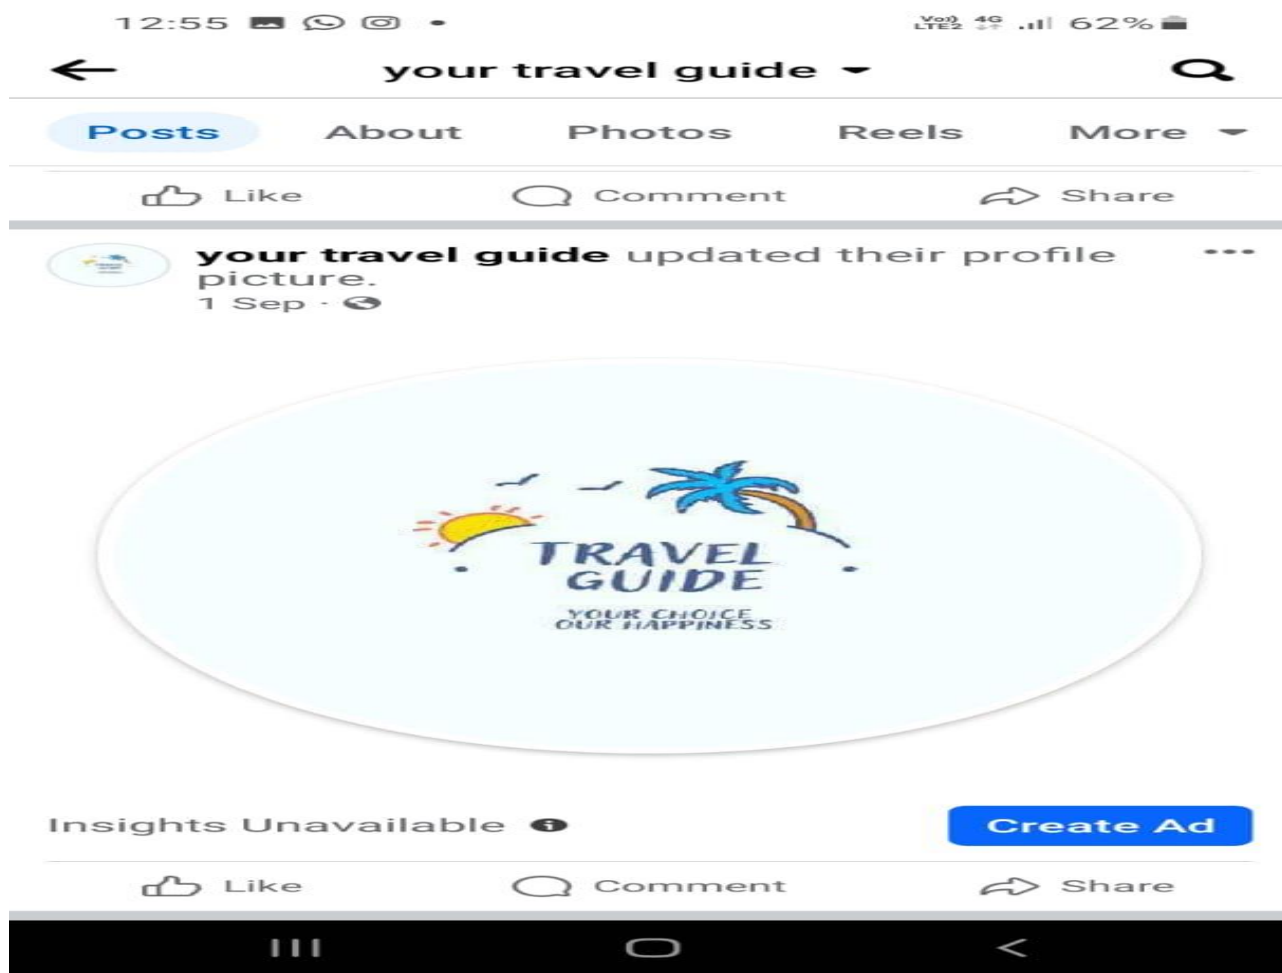 12:55 Vo)) LTE2 4G 62%
your travel guide
Posts About Photos Reels More
Like Comment Share
your travel guide updated their profile
picture.
1 Sep ·
TRAVEL
GUIDE
YOUR CHOICE
OUR HAPPINESS
Insights Unavailable Create Ad
Like Comment Share